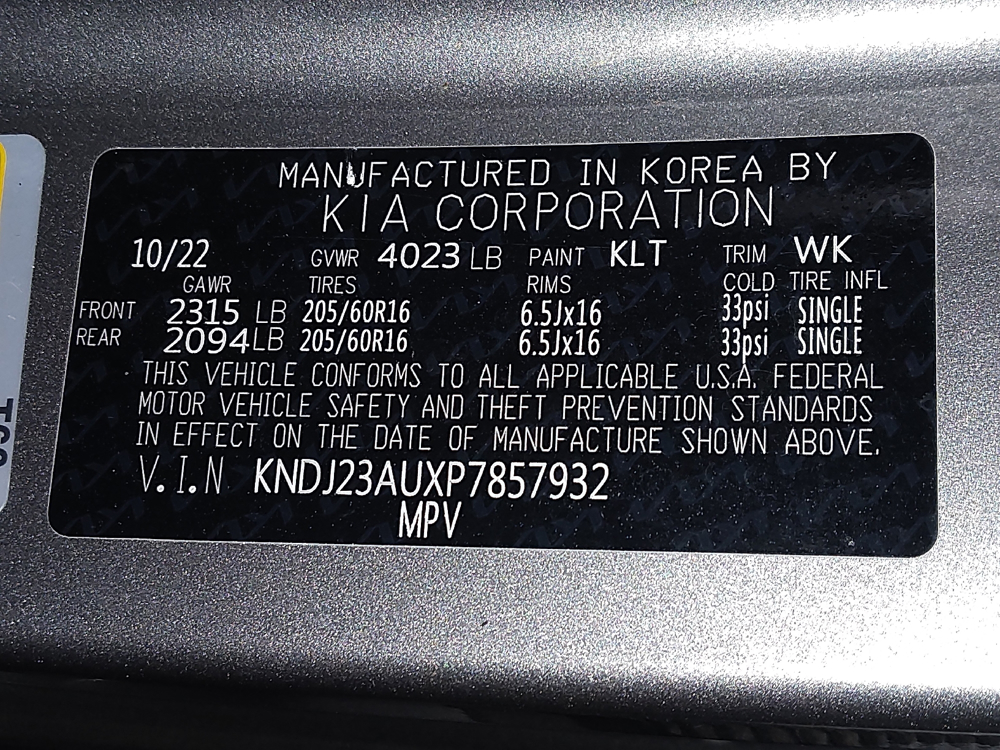 MANUFACTURED IN KOREA BY
KIA CORPORATION
10/22 GVWR 4023 LB PAINT KLT TRIM WK
GAWR TIRES RIMS COLD TIRE INFL
FRONT 2315 LB 205/60R16 6.5Jx16 33psi SINGLE
REAR 2094 LB 205/60R16 6.5Jx16 33psi SINGLE
THIS VEHICLE CONFORMS TO ALL APPLICABLE U.S.A. FEDERAL
MOTOR VEHICLE SAFETY AND THEFT PREVENTION STANDARDS
IN EFFECT ON THE DATE OF MANUFACTURE SHOWN ABOVE.
V.I.N KNDJ23AUXP7857932
MPV